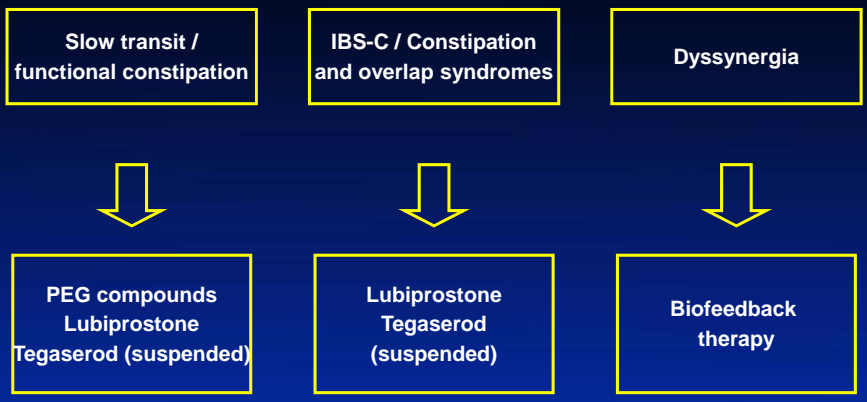 Slow transit /
functional constipation
IBS-C / Constipation
and overlap syndromes
Dyssynergia
PEG compounds
Lubiprostone
Tegaserod (suspended)
Lubiprostone
Tegaserod
(suspended)
Biofeedback
therapy